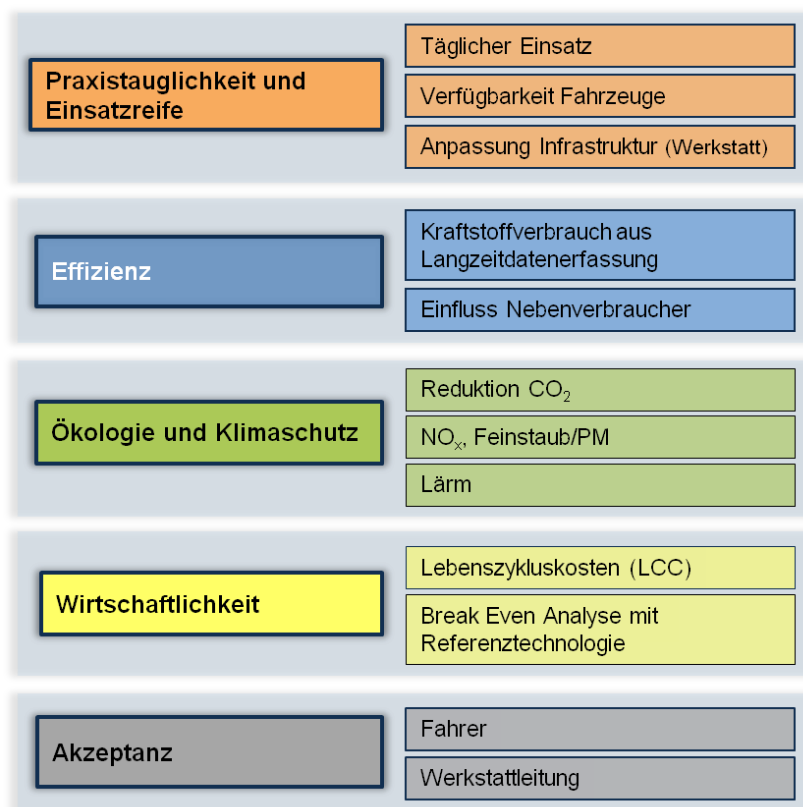 Praxistauglichkeit und
Einsatzreife
Täglicher Einsatz
Verfügbarkeit Fahrzeuge
Anpassung Infrastruktur (Werkstatt)
Effizienz
Kraftstoffverbrauch aus
Langzeitdatenerfassung
Einfluss Nebenverbraucher
Ökologie und Klimaschutz
Reduktion CO₂
NOₓ, Feinstaub/PM
Lärm
Wirtschaftlichkeit
Lebenszykluskosten (LCC)
Break Even Analyse mit
Referenztechnologie
Akzeptanz
Fahrer
Werkstattleitung